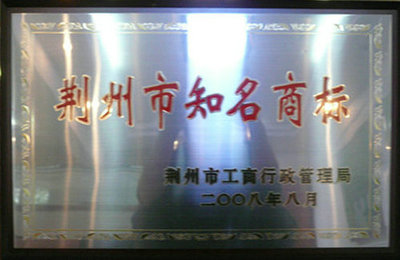 荆州市知名商标
荆州市工商行政管理局
二〇〇八年八月